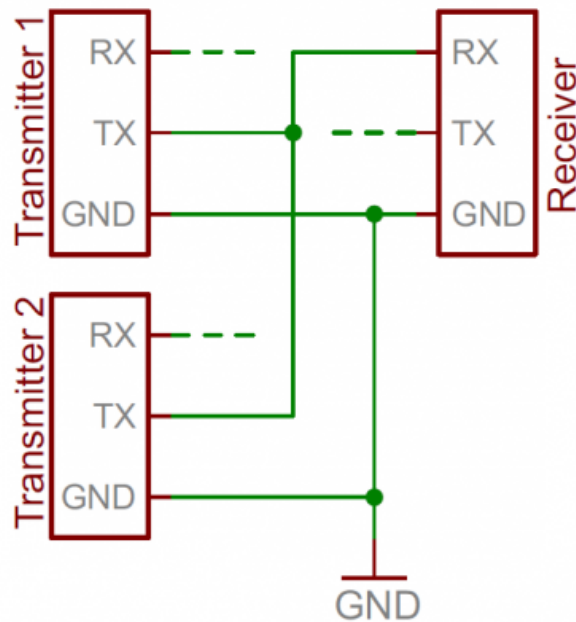 Transmitter 1
RX
TX
GND
RX
TX
GND
Receiver
Transmitter 2
RX
TX
GND
GND